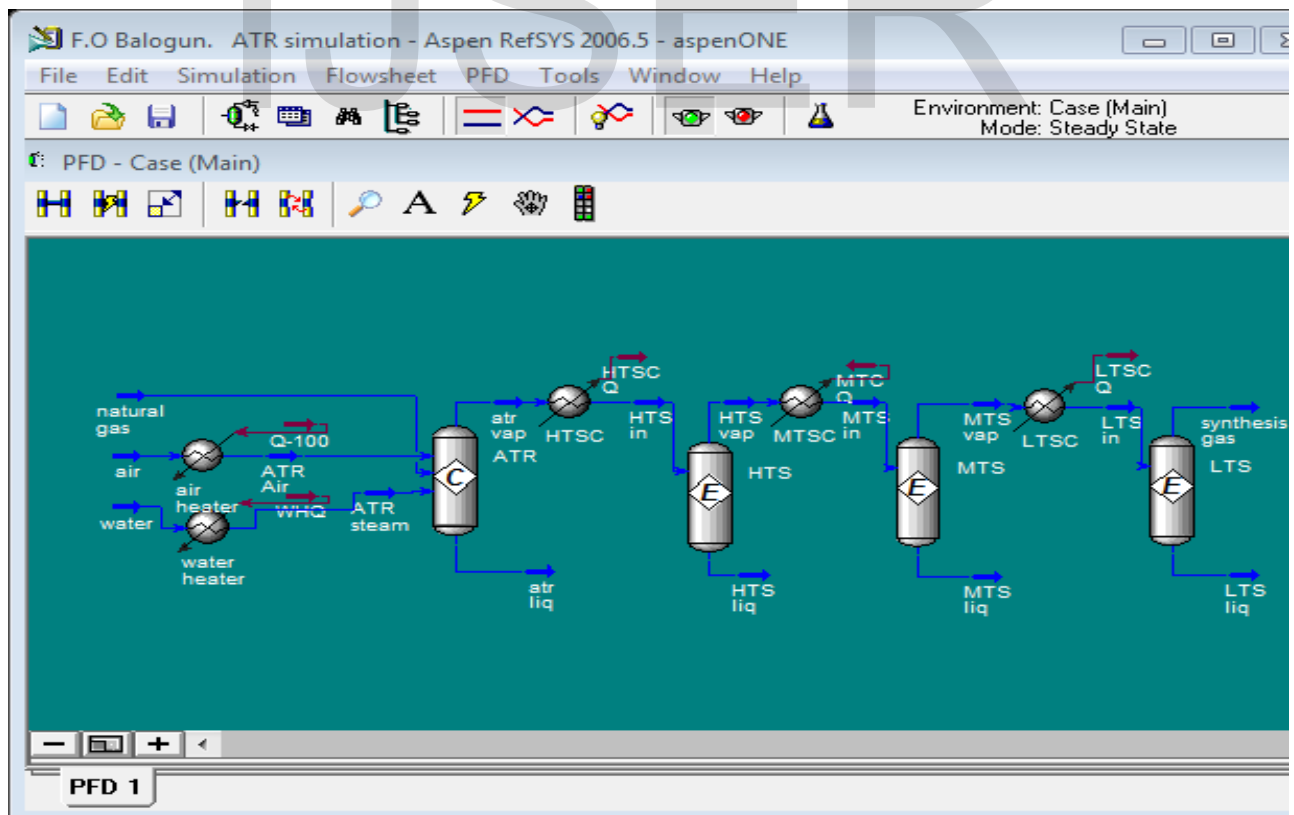 IJSER
F.O Balogun. ATR simulation - Aspen RefSYS 2006.5 - aspenONE
File Edit Simulation Flowsheet PFD Tools Window Help
Environment: Case (Main)
Mode: Steady State
PFD - Case (Main)
A
natural
gas
air
Q-100
air
heater
ATR
Air
water
WHQ
water
heater
ATR
steam
C
atr
vap
ATR
atr
liq
HTSC
Q
HTSC
HTS
in
E
HTS
HTS
vap
HTS
liq
MTC
Q
MTSC
MTS
in
E
MTS
MTS
vap
MTS
liq
LTSC
Q
LTSC
LTS
in
E
LTS
synthesis
gas
LTS
liq
PFD 1